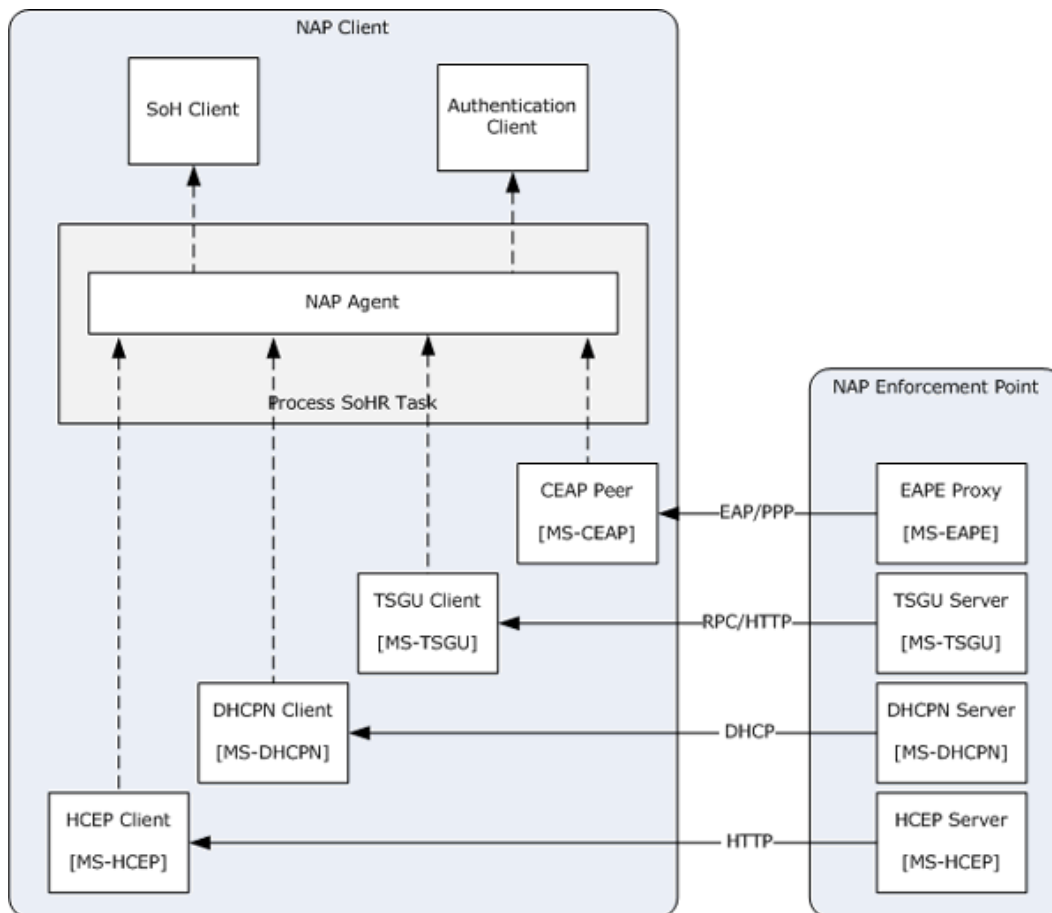 NAP Client
SoH Client
Authentication
Client
NAP Agent
Process SoHR Task
NAP Enforcement Point
CEAP Peer
[MS-CEAP]
EAP/PPP
EAPE Proxy
[MS-EAPE]
TSGU Client
[MS-TSGU]
RPC/HTTP
TSGU Server
[MS-TSGU]
DHCPN Client
[MS-DHCPN]
DHCP
DHCPN Server
[MS-DHCPN]
HCEP Client
[MS-HCEP]
HTTP
HCEP Server
[MS-HCEP]